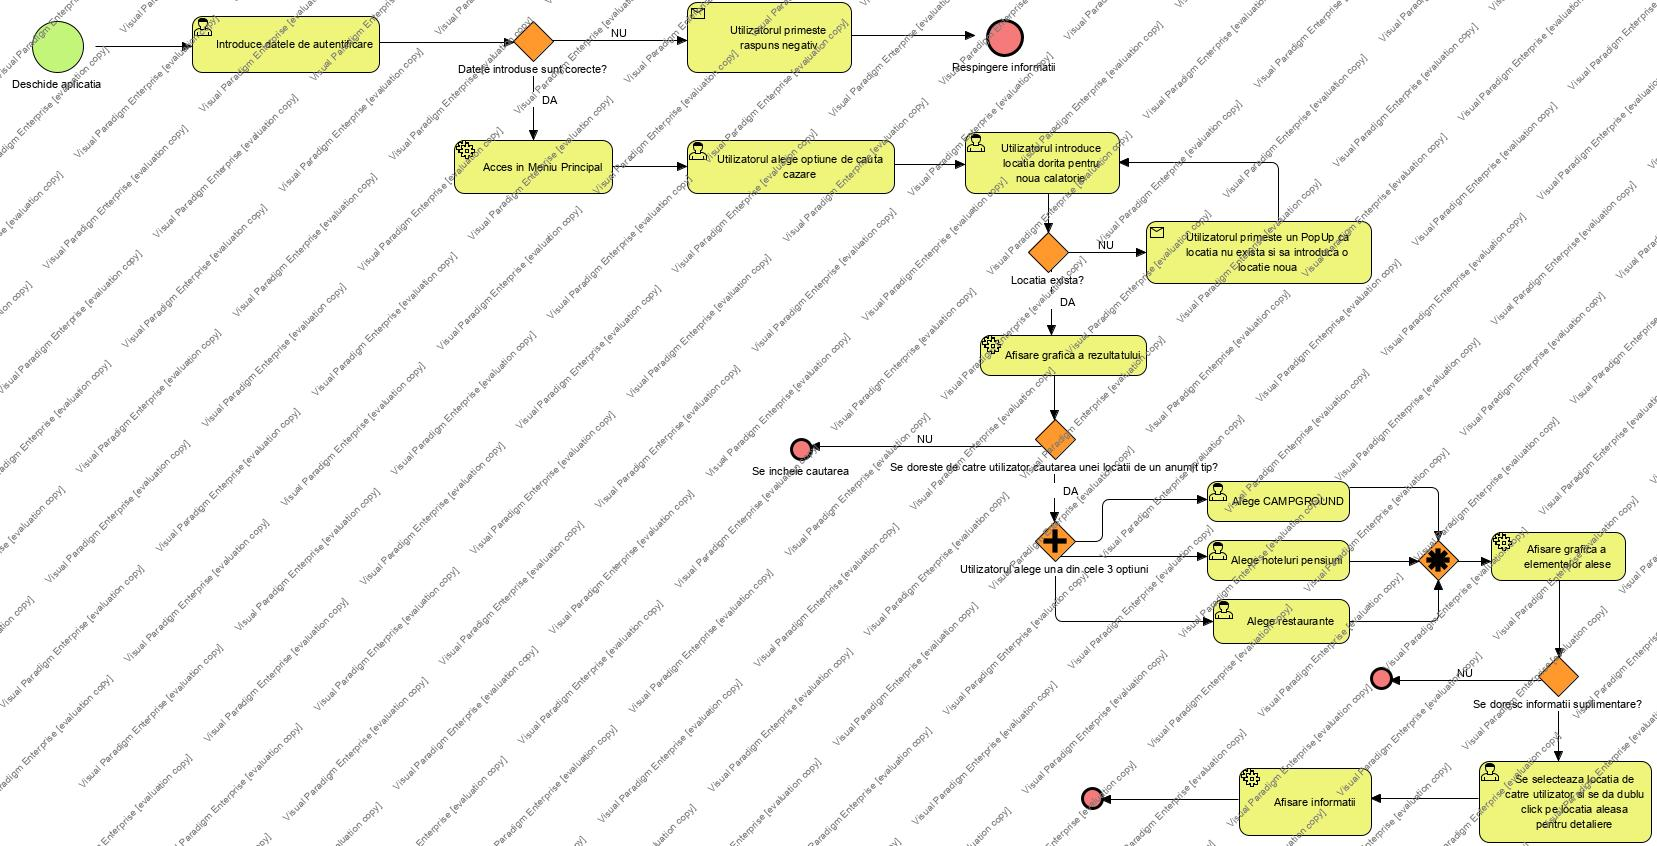 Deschide aplicatia
Introduce datele de autentificare
Datele introduse sunt corecte?
NU
Utilizatorul primeste
raspuns negativ
Respingere informatii
DA
Acces in Meniu Principal
Utilizatorul alege optiune de cauta
cazare
Utilizatorul introduce
locatia dorita pentru
noua calatorie
Locatia exista?
NU
Utilizatorul primeste un PopUp ca
locatia nu exista si sa introduca o
locatie noua
DA
Afisare grafica a rezultatului
NU
Se incheie cautarea
Se doreste de catre utilizator cautarea unei locatii de un anumit tip?
DA
Utilizatorul alege una din cele 3 optiuni
Alege CAMPGROUND
Alege hoteluri pensiuni
Alege restaurante
Afisare grafica a
elementelor alese
NU
Se doresc informatii suplimentare?
Se selecteaza locatia de
catre utilizator si se da dublu
click pe locatia aleasa
pentru detaliere
Afisare informatii
Visual Paradigm Enterprise [evaluation copy]